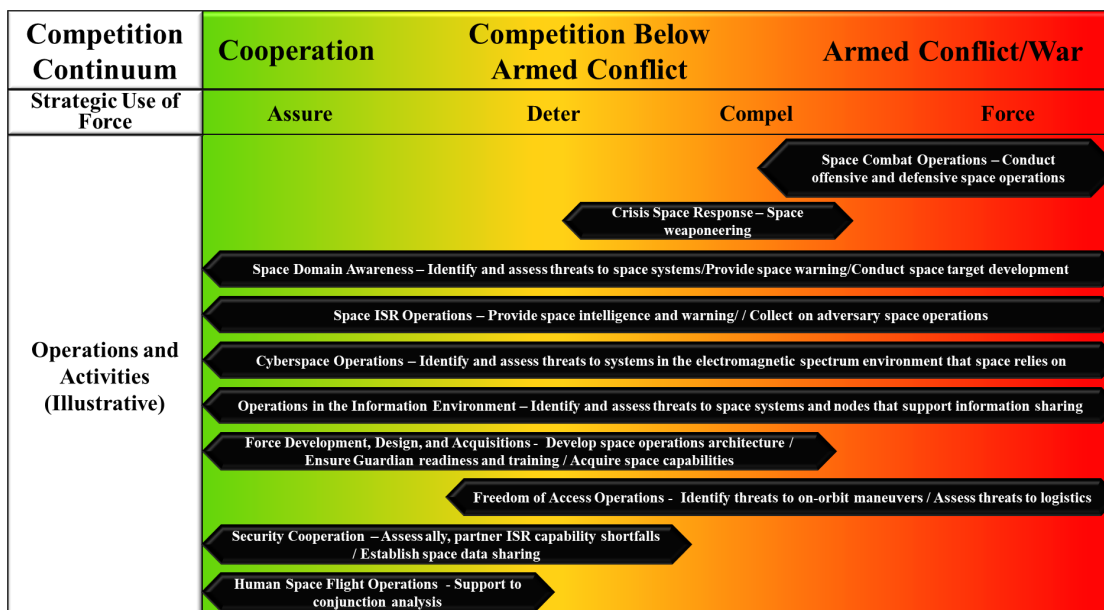 Competition
Continuum
Cooperation
Competition Below
Armed Conflict
Armed Conflict/War
Strategic Use of
Force
Assure
Deter
Compel
Force
Operations and
Activities
(Illustrative)
Space Combat Operations – Conduct
offensive and defensive space operations
Crisis Space Response – Space
weaponeering
Space Domain Awareness – Identify and assess threats to space systems/Provide space warning/Conduct space target development
Space ISR Operations – Provide space intelligence and warning/ / Collect on adversary space operations
Cyberspace Operations – Identify and assess threats to systems in the electromagnetic spectrum environment that space relies on
Operations in the Information Environment – Identify and assess threats to space systems and nodes that support information sharing
Force Development, Design, and Acquisitions - Develop space operations architecture /
Ensure Guardian readiness and training / Acquire space capabilities
Freedom of Access Operations - Identify threats to on-orbit maneuvers / Assess threats to logistics
Security Cooperation – Assess ally, partner ISR capability shortfalls
/ Establish space data sharing
Human Space Flight Operations - Support to
conjunction analysis